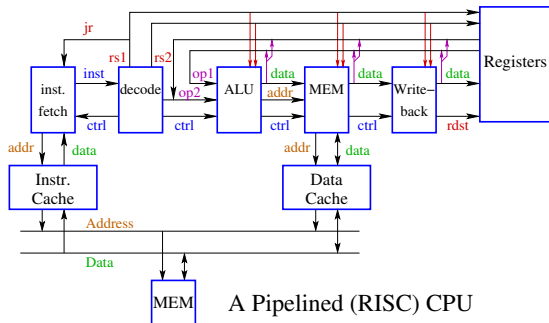 jr
rs1
rs2
Registers
inst.
fetch
inst
decode
op1
op2
ALU
data
addr
MEM
data
Write-
back
data
ctrl
ctrl
ctrl
ctrl
rdst
addr
data
addr
data
Instr.
Cache
Data
Cache
Address
Data
MEM
A Pipelined (RISC) CPU